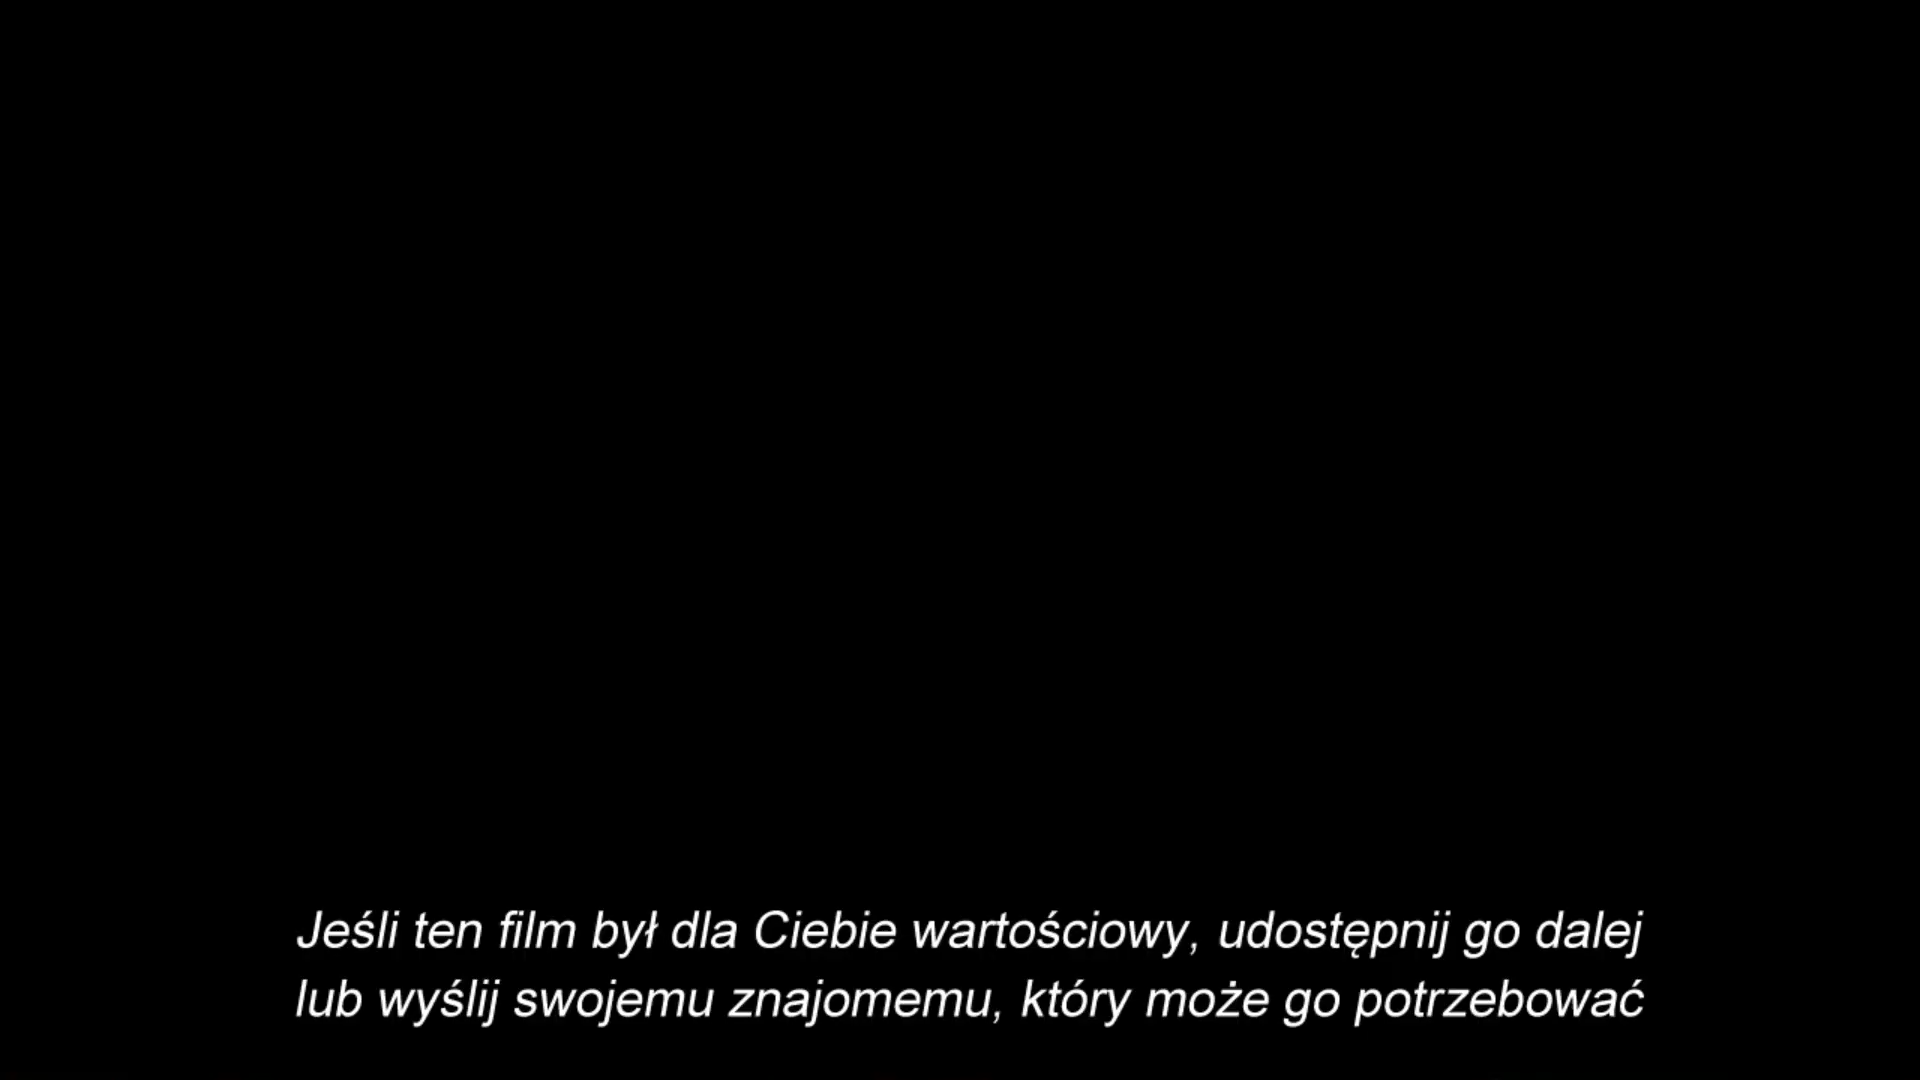 Jeśli ten film był dla Ciebie wartościowy, udostępnij go dalej
lub wyślij swojemu znajomemu, który może go potrzebować